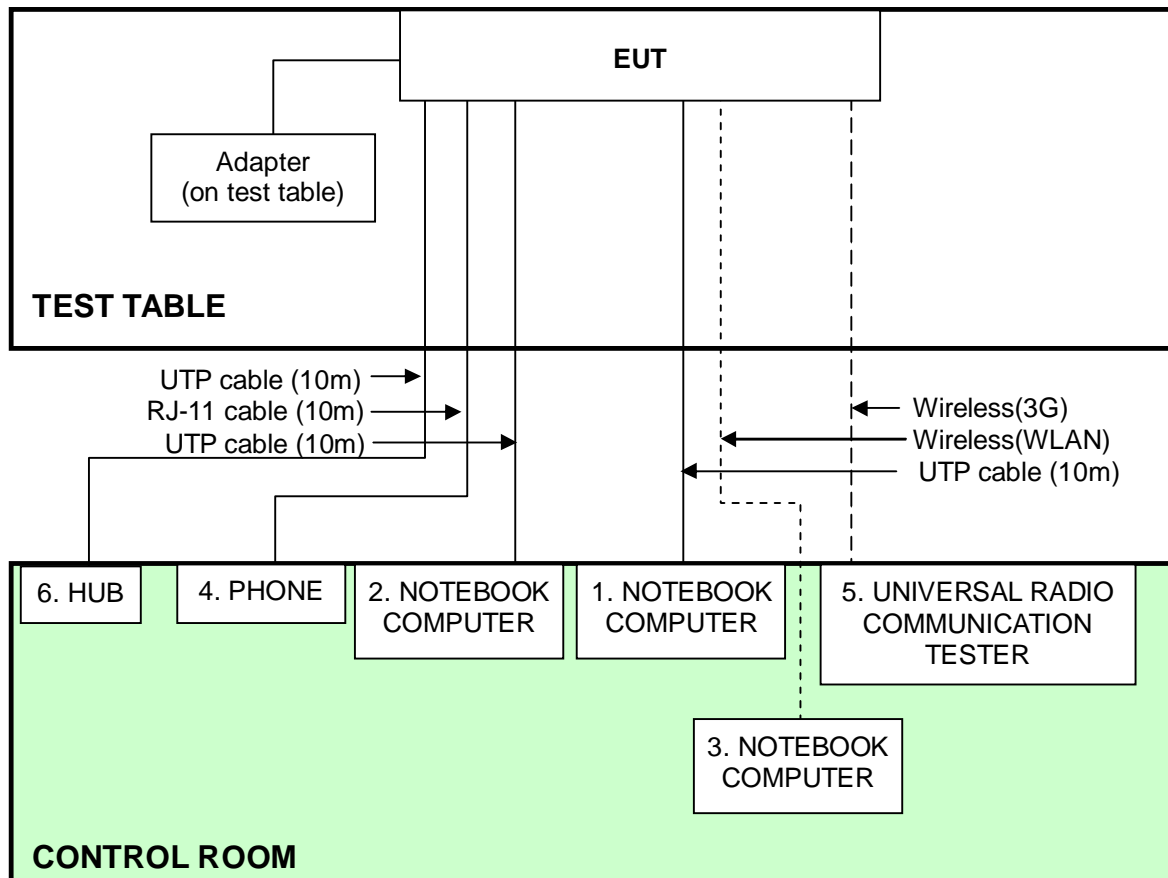 EUT
Adapter
(on test table)
TEST TABLE
UTP cable (10m)
RJ-11 cable (10m)
UTP cable (10m)
Wireless(3G)
Wireless(WLAN)
UTP cable (10m)
6. HUB
4. PHONE
2. NOTEBOOK
COMPUTER
1. NOTEBOOK
COMPUTER
5. UNIVERSAL RADIO
COMMUNICATION
TESTER
3. NOTEBOOK
COMPUTER
CONTROL ROOM